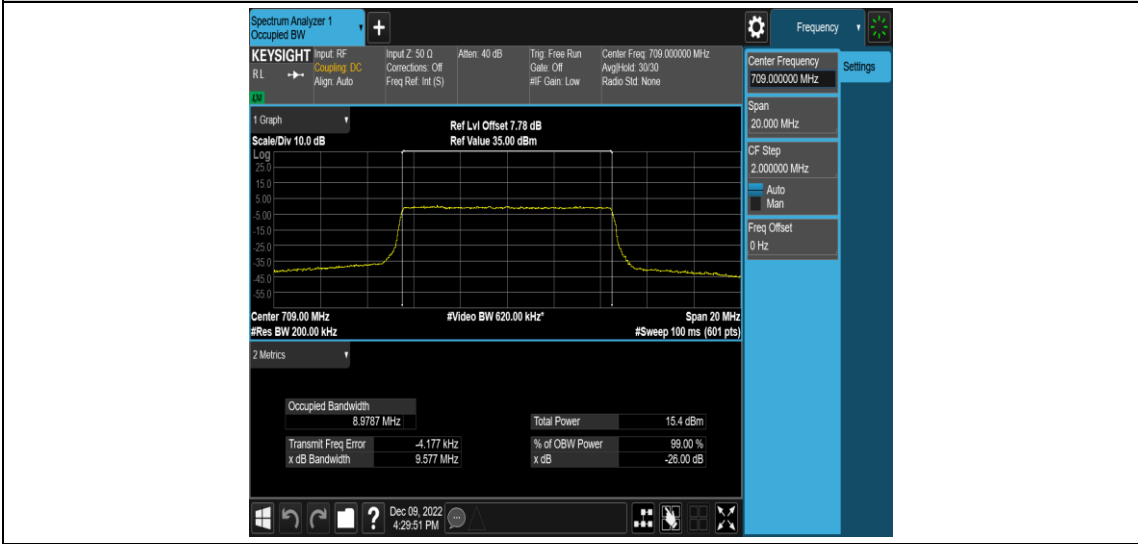 Spectrum Analyzer 1
Occupied BW
+
Frequency
KEYSIGHT
RL
LM
Input: RF
Coupling: DC
Align: Auto
Input Z: 50 Ω
Corrections: Off
Freq Ref: Int (S)
Atten: 40 dB
Trig: Free Run
Gate: Off
#IF Gain: Low
Center Freq: 709.000000 MHz
Avg|Hold: 30/30
Radio Std: None
Center Frequency
709.000000 MHz
Settings
Span
20.000 MHz
CF Step
2.000000 MHz
Auto
Man
Freq Offset
0 Hz
1 Graph
Scale/Div 10.0 dB
Ref Lvl Offset 7.78 dB
Ref Value 35.00 dBm
Log
25.0
15.0
5.00
-5.00
-15.0
-25.0
-35.0
-45.0
-55.0
Center 709.00 MHz
#Video BW 620.00 kHz*
Span 20 MHz
#Res BW 200.00 kHz
#Sweep 100 ms (601 pts)
2 Metrics
Occupied Bandwidth
8.9787 MHz
Total Power 15.4 dBm
Transmit Freq Error -4.177 kHz
% of OBW Power 99.00 %
x dB Bandwidth 9.577 MHz
x dB -26.00 dB
?
Dec 09, 2022
4:29:51 PM